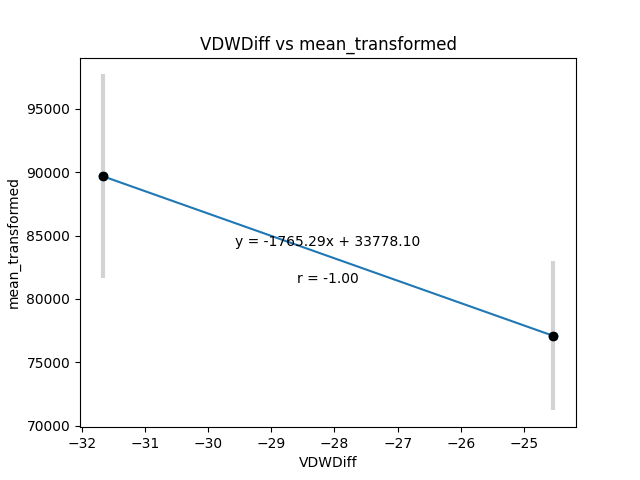 VDWDiff vs mean_transformed
95000
90000
85000
80000
75000
70000
mean_transformed
y = -1765.29x + 33778.10
r = -1.00
−32 −31 −30 −29 −28 −27 −26 −25
VDWDiff